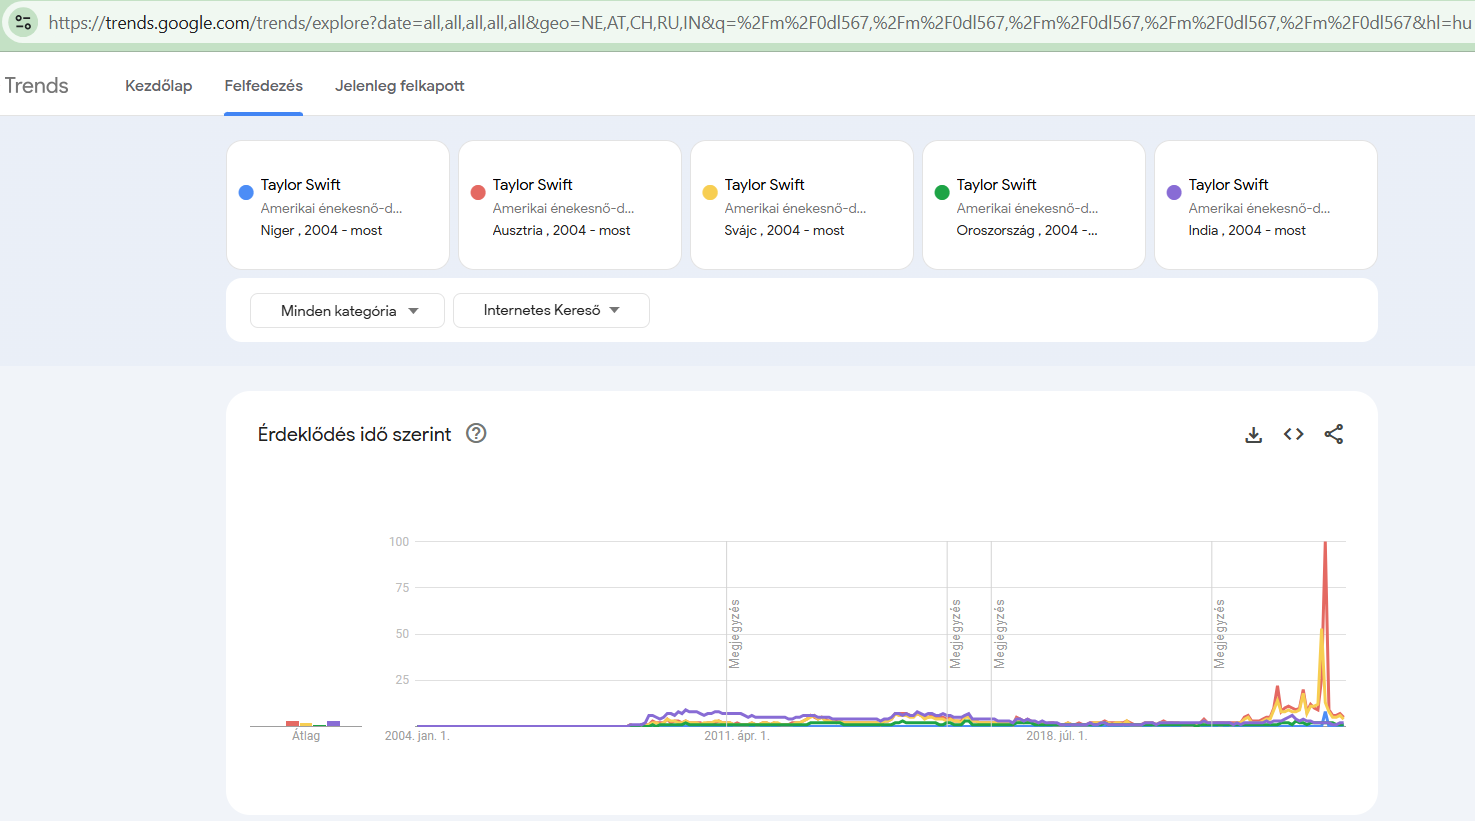 https://trends.google.com/trends/explore?date=all,all,all,all,all&geo=NE,AT,CH,RU,IN&q=%2Fm%2F0dl567,%2Fm%2F0dl567,%2Fm%2F0dl567,%2Fm%2F0dl567,%2Fm%2F0dl567&hl=hu
Trends Kezdőlap Felfedezés Jelenleg felkapott
Taylor Swift
Amerikai énekesnő-d...
Niger , 2004 - most
Taylor Swift
Amerikai énekesnő-d...
Ausztria , 2004 - most
Taylor Swift
Amerikai énekesnő-d...
Svájc , 2004 - most
Taylor Swift
Amerikai énekesnő-d...
Oroszország , 2004 -...
Taylor Swift
Amerikai énekesnő-d...
India , 2004 - most
Minden kategória Internetes Kereső
Érdeklődés idő szerint
100
75
50
25
Megjegyzés
Megjegyzés
Megjegyzés
Megjegyzés
Átlag
2004. jan. 1. 2011. ápr. 1. 2018. júl. 1.